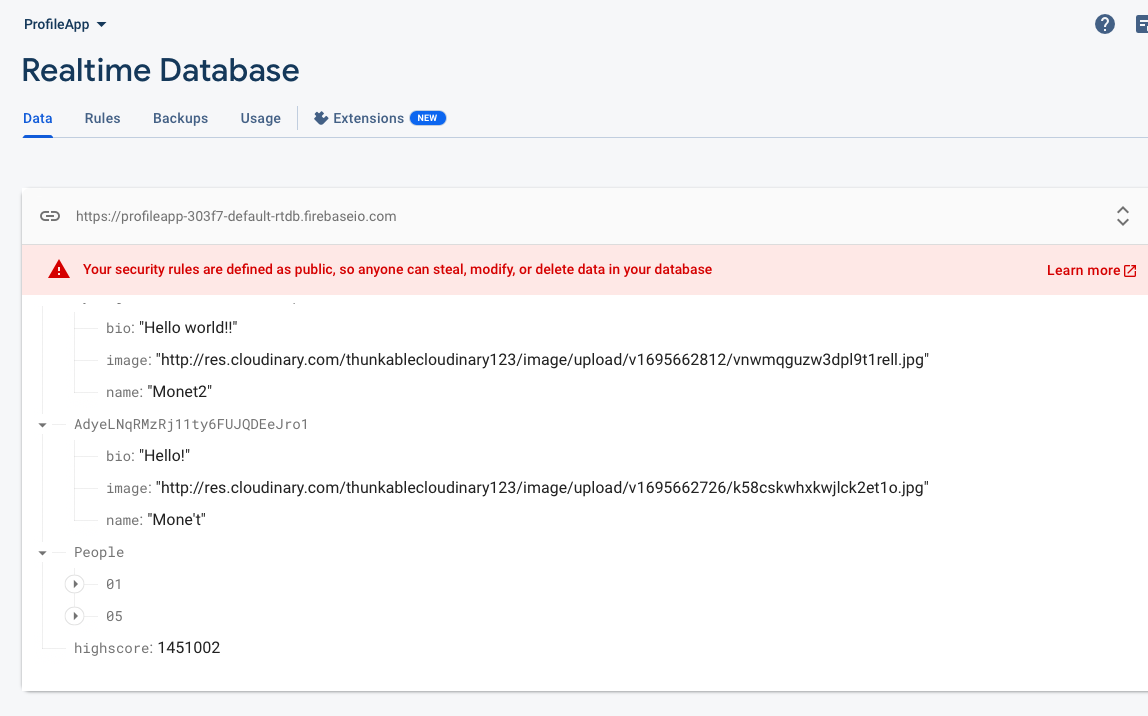 ProfileApp
Realtime Database
Data Rules Backups Usage Extensions NEW
https://profileapp-303f7-default-rtdb.firebaseio.com
Your security rules are defined as public, so anyone can steal, modify, or delete data in your database Learn more
bio: "Hello world!!"
image: "http://res.cloudinary.com/thunkablecloudinary123/image/upload/v1695662812/vnwmqguzw3dpl9t1rell.jpg"
name: "Monet2"
AdyeLNqRMzRj11ty6FUJQDEeJro1
bio: "Hello!"
image: "http://res.cloudinary.com/thunkablecloudinary123/image/upload/v1695662726/k58cskwhxkwjlck2et1o.jpg"
name: "Mone't"
People
01
05
highscore: 1451002